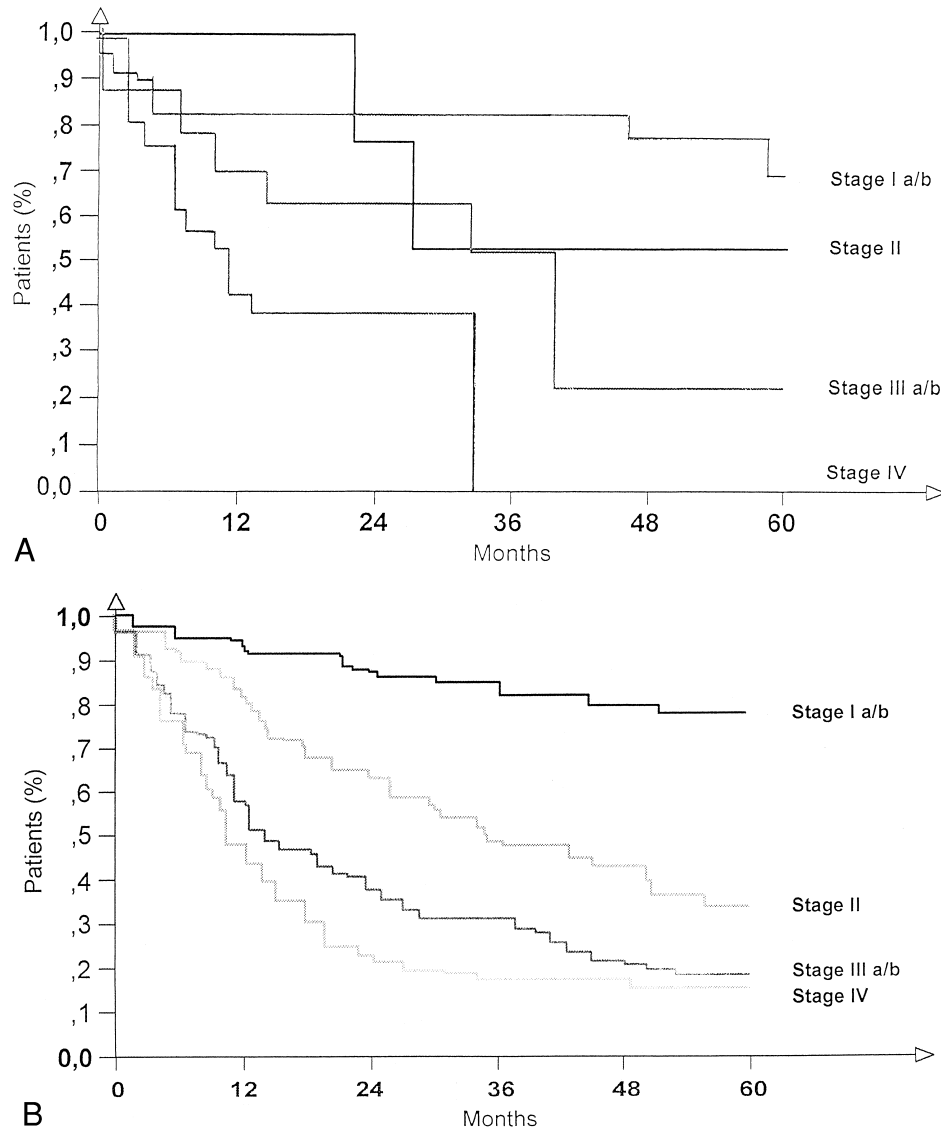 1,0
,9
,8
,7
,6
,5
,4
,3
,2
,1
0,0
Patients (%)
Stage I a/b
Stage II
Stage III a/b
Stage IV
0 12 24 36 48 60
Months
A
1,0
,9
,8
,7
,6
,5
,4
,3
,2
,1
0,0
Patients (%)
Stage I a/b
Stage II
Stage III a/b
Stage IV
0 12 24 36 48 60
Months
B